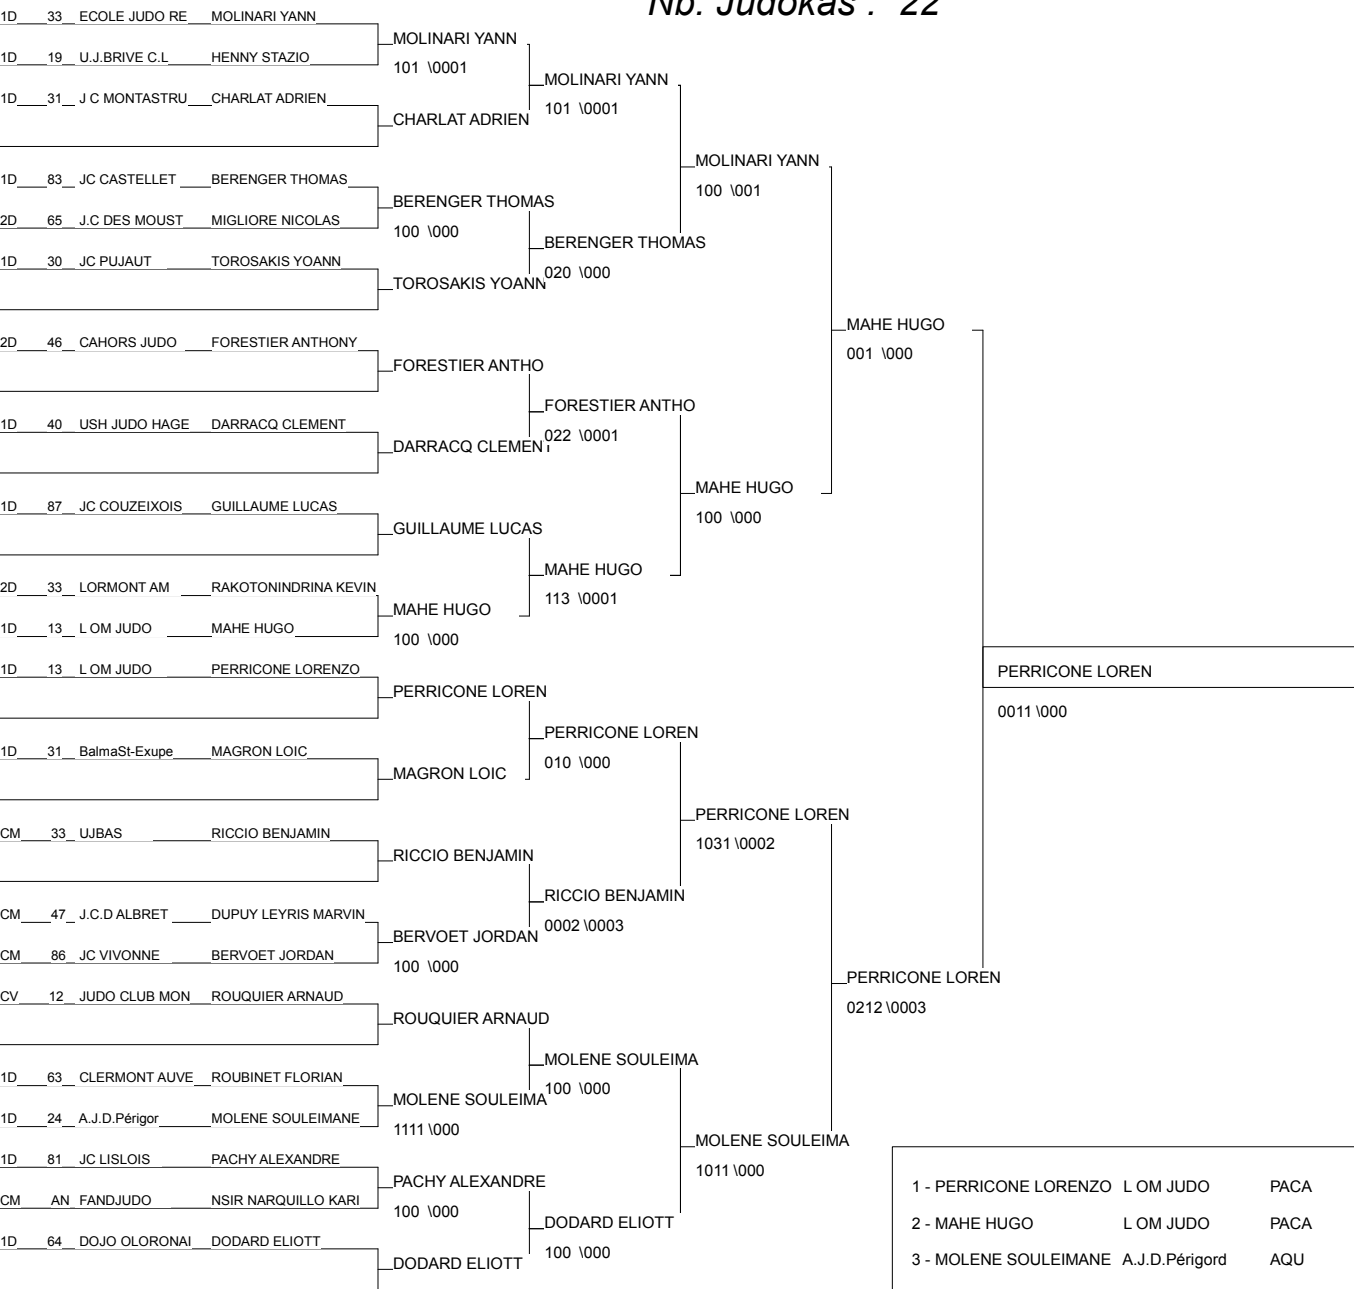 Nb. Judokas : 22
1D 33 ECOLE JUDO RE MOLINARI YANN
MOLINARI YANN
1D 19 U.J.BRIVE C.L HENNY STAZIO
101 \0001
MOLINARI YANN
1D 31 J C MONTASTRU CHARLAT ADRIEN
101 \0001
CHARLAT ADRIEN
MOLINARI YANN
1D 83 JC CASTELLET BERENGER THOMAS
100 \001
BERENGER THOMAS
2D 65 J.C DES MOUST MIGLIORE NICOLAS
100 \000
BERENGER THOMAS
1D 30 JC PUJAUT TOROSAKIS YOANN
020 \000
TOROSAKIS YOANN
MAHE HUGO
2D 46 CAHORS JUDO FORESTIER ANTHONY
001 \000
FORESTIER ANTHO
FORESTIER ANTHO
1D 40 USH JUDO HAGE DARRACQ CLEMENT
022 \0001
DARRACQ CLEMENT
MAHE HUGO
1D 87 JC COUZEIXOIS GUILLAUME LUCAS
100 \000
GUILLAUME LUCAS
MAHE HUGO
2D 33 LORMONT AM RAKOTONINDRINA KEVIN
113 \0001
MAHE HUGO
1D 13 L OM JUDO MAHE HUGO
100 \000
1D 13 L OM JUDO PERRICONE LORENZO
PERRICONE LOREN
PERRICONE LOREN
0011 \000
PERRICONE LOREN
1D 31 BalmaSt-Exupe MAGRON LOIC
010 \000
MAGRON LOIC
PERRICONE LOREN
CM 33 UJBAS RICCIO BENJAMIN
1031 \0002
RICCIO BENJAMIN
RICCIO BENJAMIN
CM 47 J.C.D ALBRET DUPUY LEYRIS MARVIN
0002 \0003
BERVOET JORDAN
CM 86 JC VIVONNE BERVOET JORDAN
100 \000
PERRICONE LOREN
CV 12 JUDO CLUB MON ROUQUIER ARNAUD
0212 \0003
ROUQUIER ARNAUD
MOLENE SOULEIMA
1D 63 CLERMONT AUVE ROUBINET FLORIAN
100 \000
MOLENE SOULEIMA
1D 24 A.J.D.Périgor MOLENE SOULEIMANE
1111 \000
MOLENE SOULEIMA
1D 81 JC LISLOIS PACHY ALEXANDRE
1011 \000
PACHY ALEXANDRE
1 - PERRICONE LORENZO L OM JUDO PACA
CM AN FANDJUDO NSIR NARQUILLO KARI
100 \000
DODARD ELIOTT
2 - MAHE HUGO L OM JUDO PACA
1D 64 DOJO OLORONAI DODARD ELIOTT
100 \000
DODARD ELIOTT
3 - MOLENE SOULEIMANE A.J.D.Périgord AQU